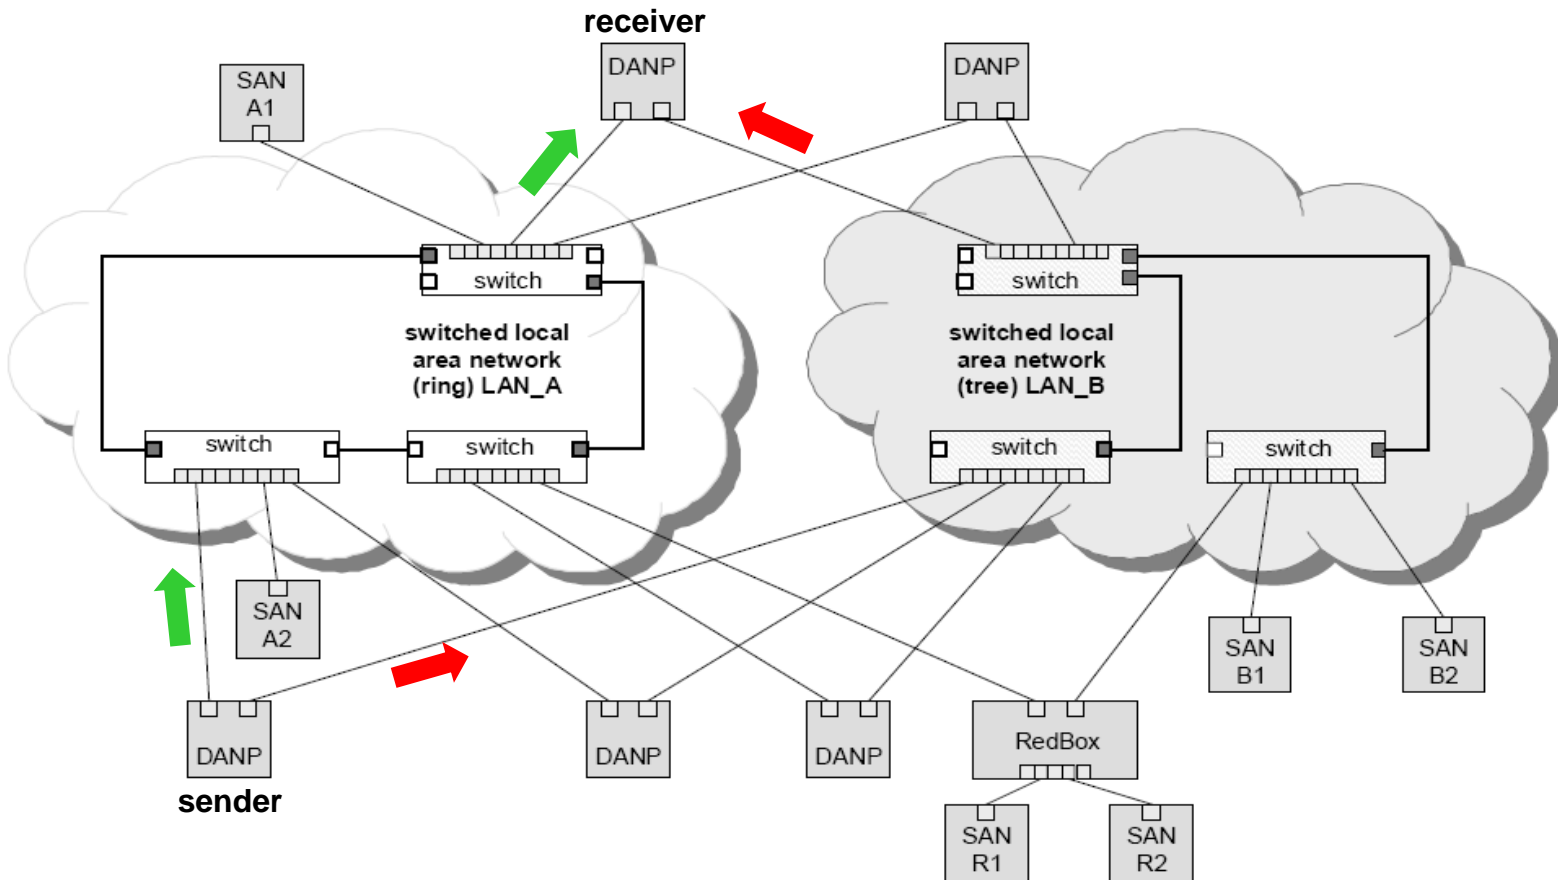 receiver
SAN
A1
DANP
DANP
switch
switch
switched local
area network
(ring) LAN_A
switched local
area network
(tree) LAN_B
switch
switch
switch
switch
SAN
A2
SAN
B1
SAN
B2
DANP
DANP
DANP
RedBox
sender
SAN
R1
SAN
R2